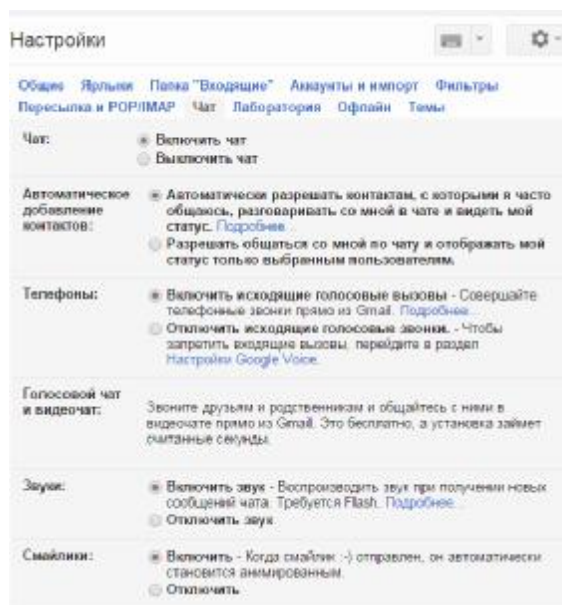 Настройки
Общие Ярлыки Папка "Входящие" Аккаунты и импорт Фильтры
Пересылка и POP/IMAP Чат Лаборатория Офлайн Темы
Чат:
Включить чат
Выключить чат
Автоматическое
добавление
контактов:
Автоматически разрешать контактам, с которыми я часто
общаюсь, разговаривать со мной в чате и видеть мой
статус. Подробнее...
Разрешать общаться со мной по чату и отображать мой
статус только выбранным пользователям.
Телефоны:
Включить исходящие голосовые вызовы - Совершайте
телефонные звонки прямо из Gmail. Подробнее...
Отключить исходящие голосовые звонки. - Чтобы
запретить входящие вызовы, перейдите в раздел
Настройки Google Voice.
Голосовой чат
и видеочат:
Звоните друзьям и родственникам и общайтесь с ними в
видеочате прямо из Gmail. Это бесплатно, а установка займет
считанные секунды.
Звуки:
Включить звук - Воспроизводить звук при получении новых
сообщений чата. Требуется Flash. Подробнее...
Отключить звук
Смайлики:
Включить - Когда смайлик :-) отправлен, он автоматически
становится анимированным.
Отключить